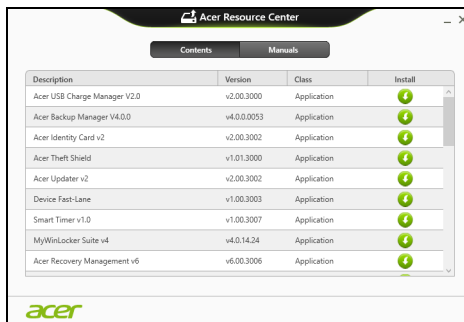 Acer Resource Center
Contents Manuals
Description Version Class Install
Acer USB Charge Manager V2.0 v2.00.3000 Application
Acer Backup Manager V4.0.0 v4.0.0.0053 Application
Acer Identity Card v2 v2.00.3002 Application
Acer Theft Shield v1.01.3000 Application
Acer Updater v2 v2.00.3002 Application
Device Fast-Lane v1.00.3003 Application
Smart Timer v1.0 v1.00.3007 Application
MyWinLocker Suite v4 v4.0.14.24 Application
Acer Recovery Management v6 v6.00.3006 Application
acer